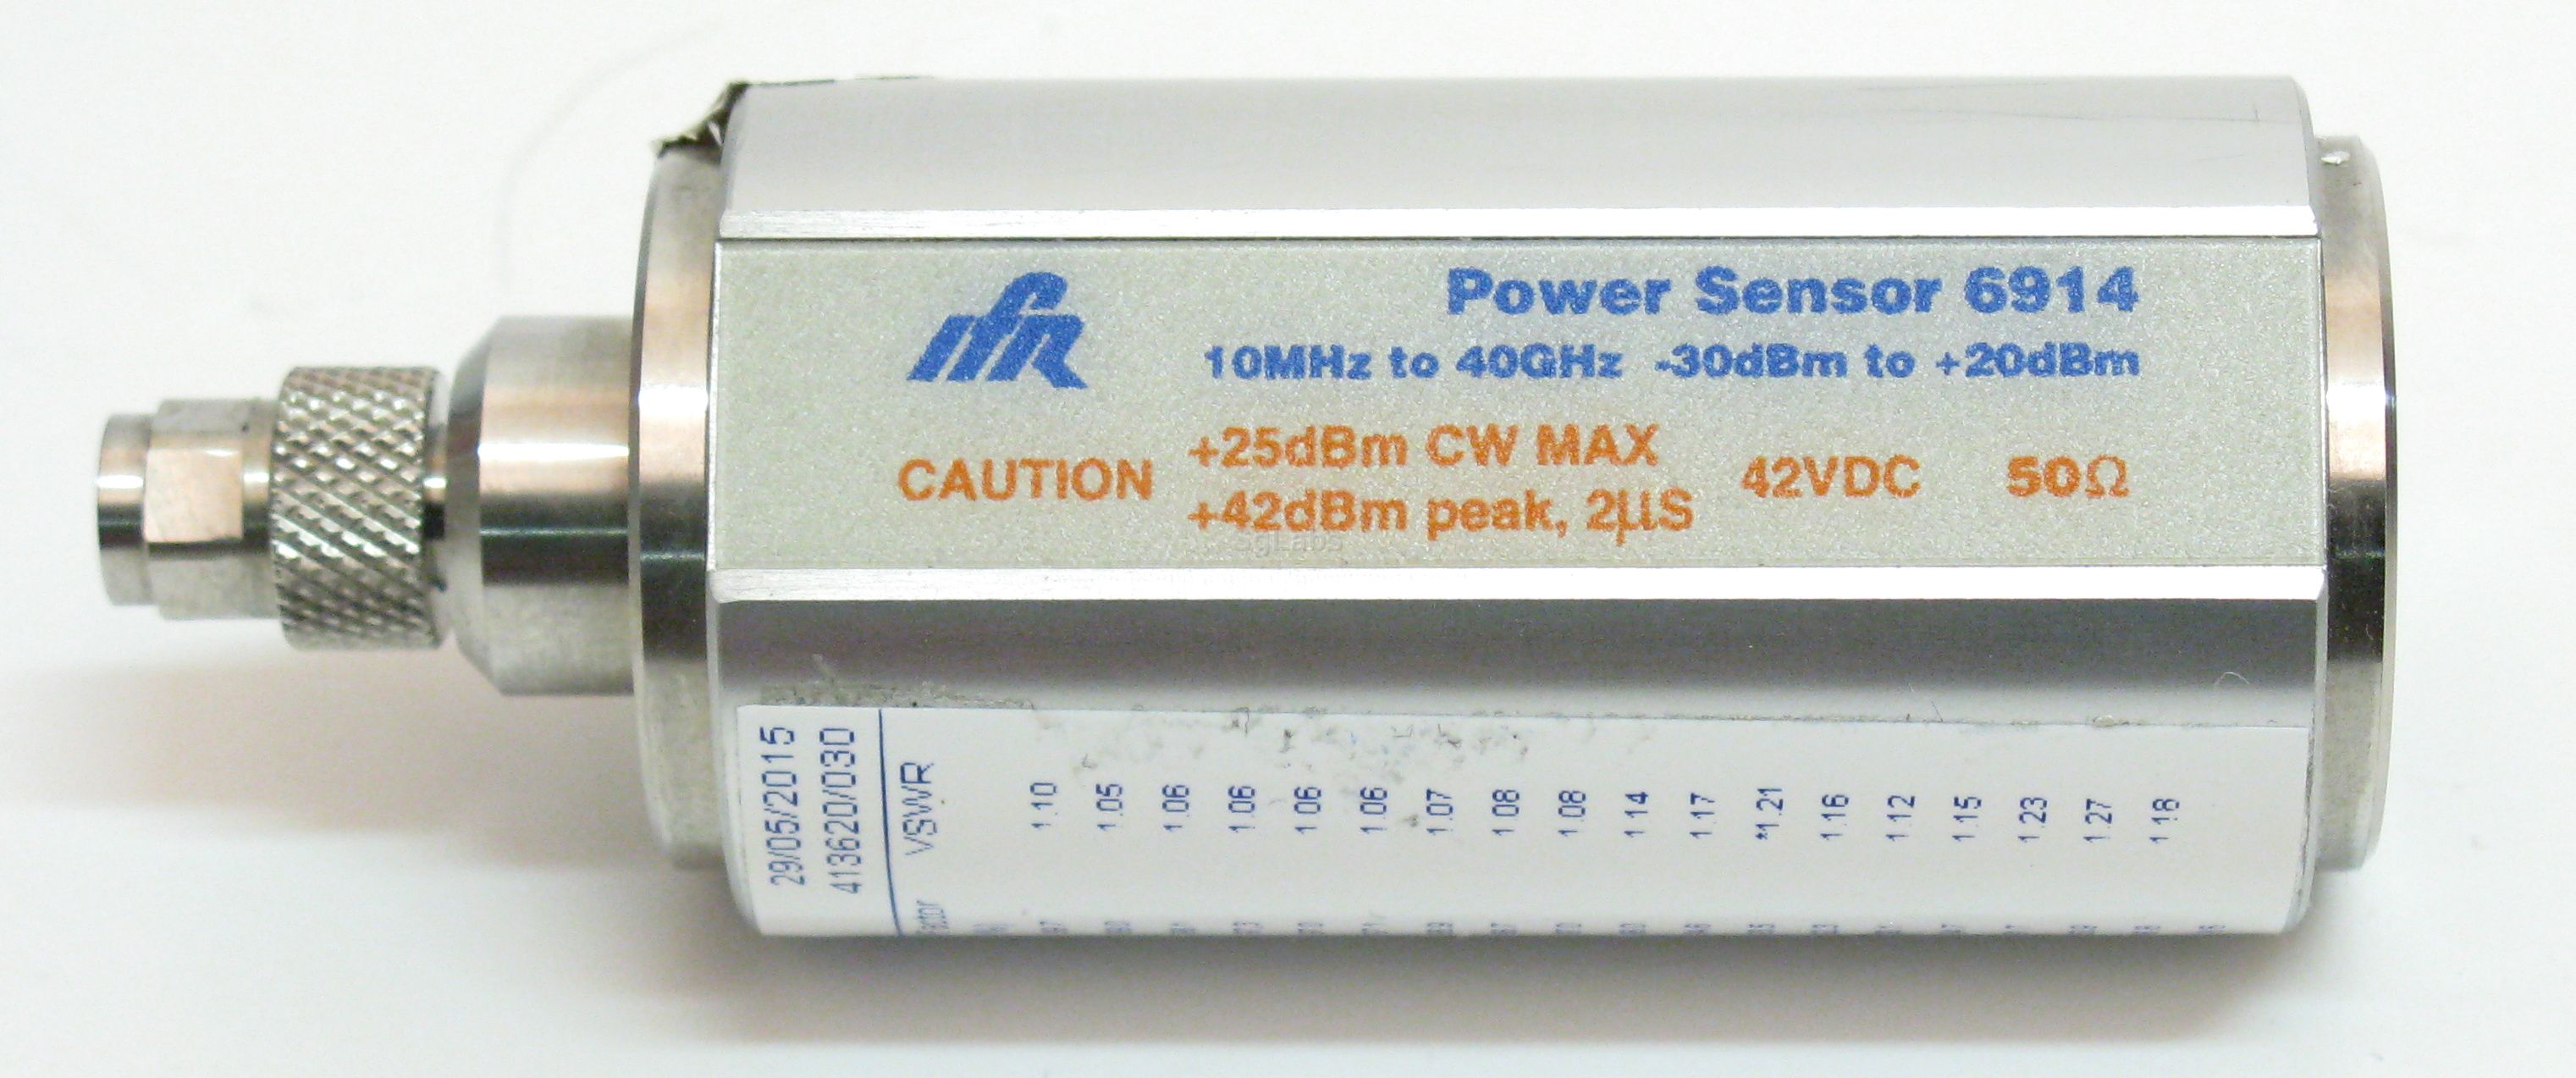 IFR
Power Sensor 6914
10MHz to 40GHz -30dBm to +20dBm
CAUTION
+25dBm CW MAX
+42dBm peak, 2µS
42VDC
50Ω
SgLabs
29/05/2015
413620/030
VSWR
1.10
1.05
1.06
1.06
1 06
1.06
1.07
1 08
1.08
1 14
1.17
*1.21
1.16
1 12
1.15
1.23
1.27
1 18
Factor